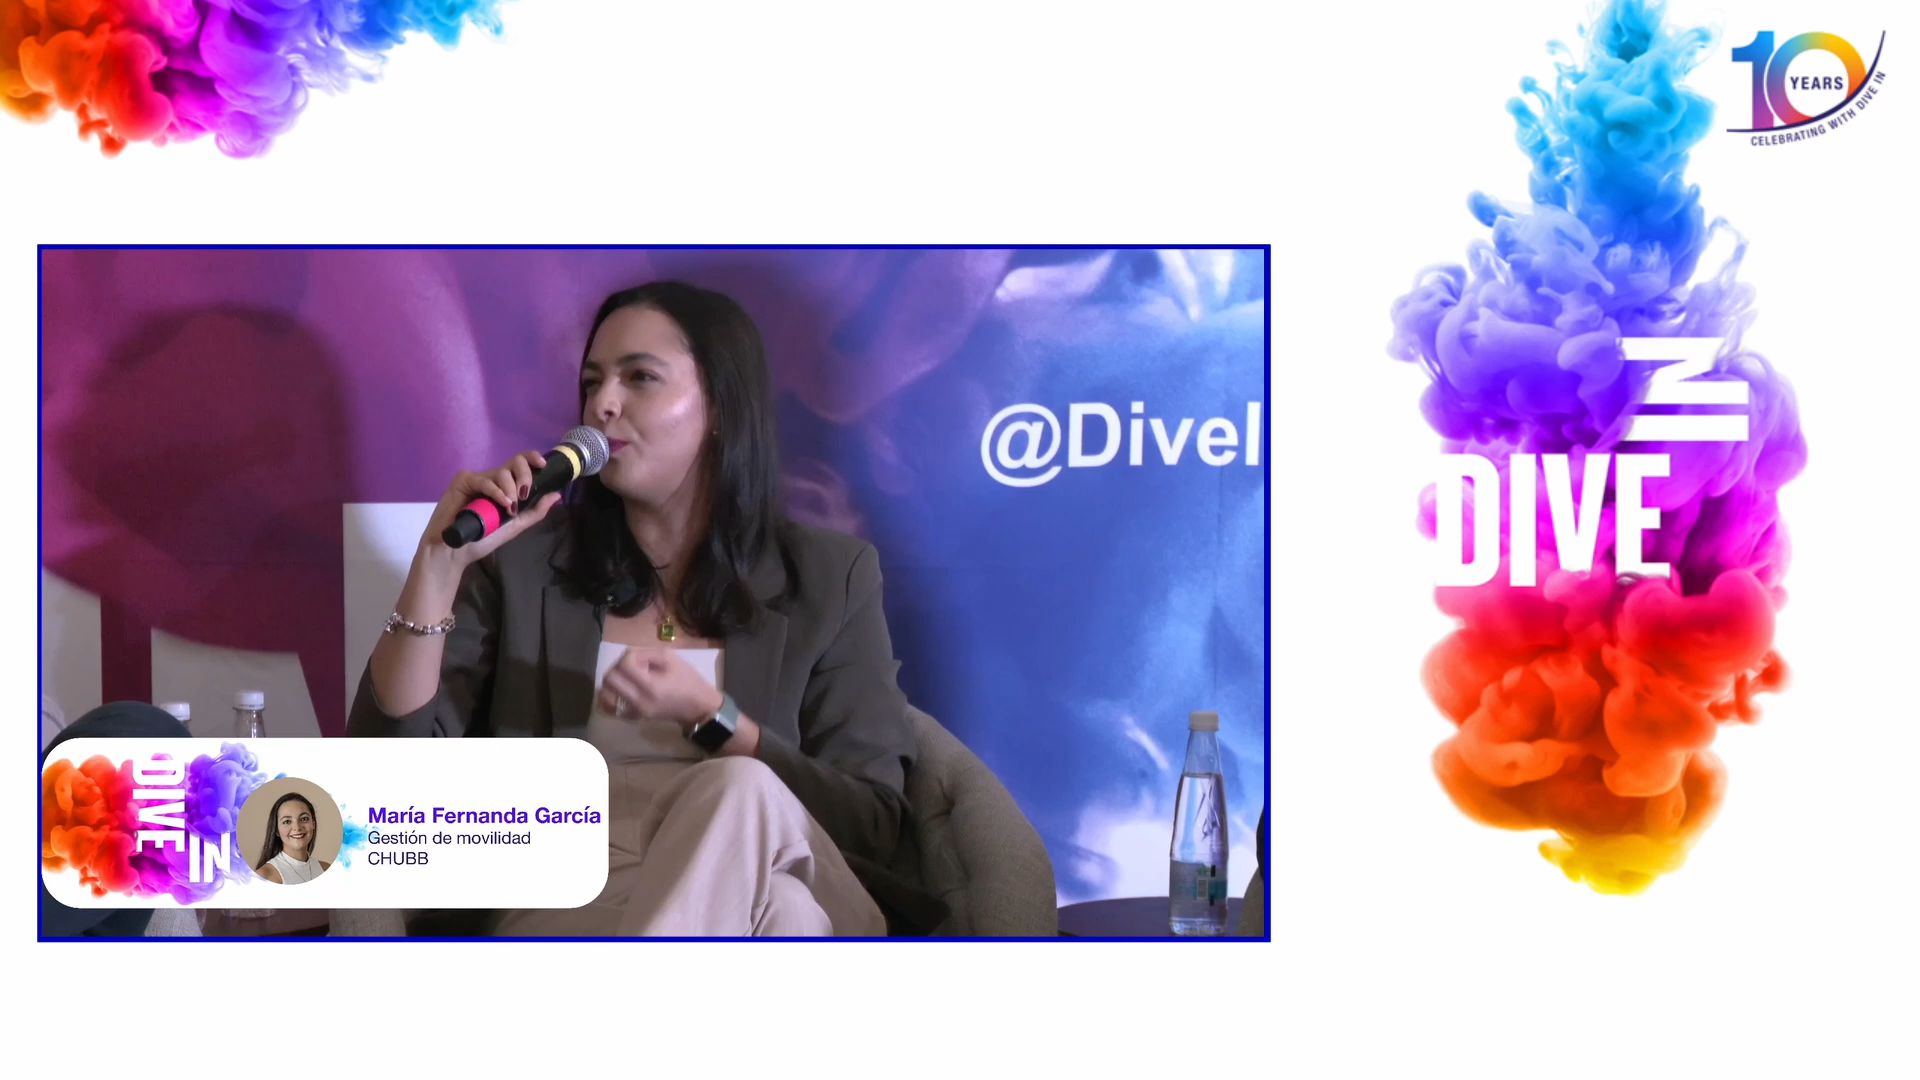 10
YEARS
CELEBRATING WITH DIVE IN
IN
DIVE
@DiveI
DIVE
IN
María Fernanda García
Gestión de movilidad
CHUBB